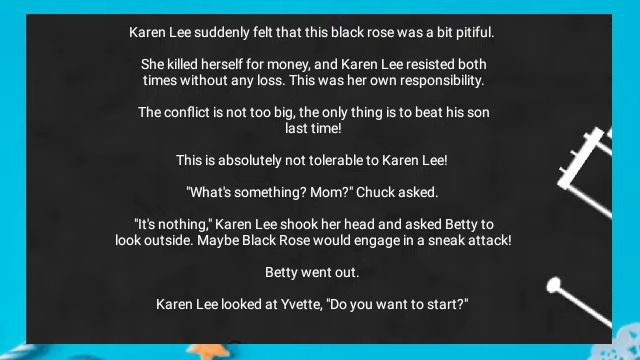 Karen Lee suddenly felt that this black rose was a bit pitiful.
She killed herself for money, and Karen Lee resisted both
times without any loss. This was her own responsibility.
The conflict is not too big, the only thing is to beat his son
last time!
This is absolutely not tolerable to Karen Lee!
"What's something? Mom?" Chuck asked.
"It's nothing," Karen Lee shook her head and asked Betty to
look outside. Maybe Black Rose would engage in a sneak attack!
Betty went out.
Karen Lee looked at Yvette, "Do you want to start?"